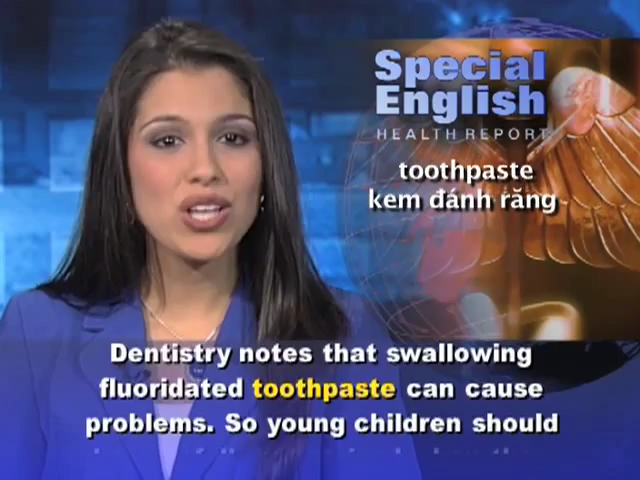 Special
English
HEALTH REPORT
toothpaste
kem đánh răng
Dentistry notes that swallowing
fluoridated toothpaste can cause
problems. So young children should